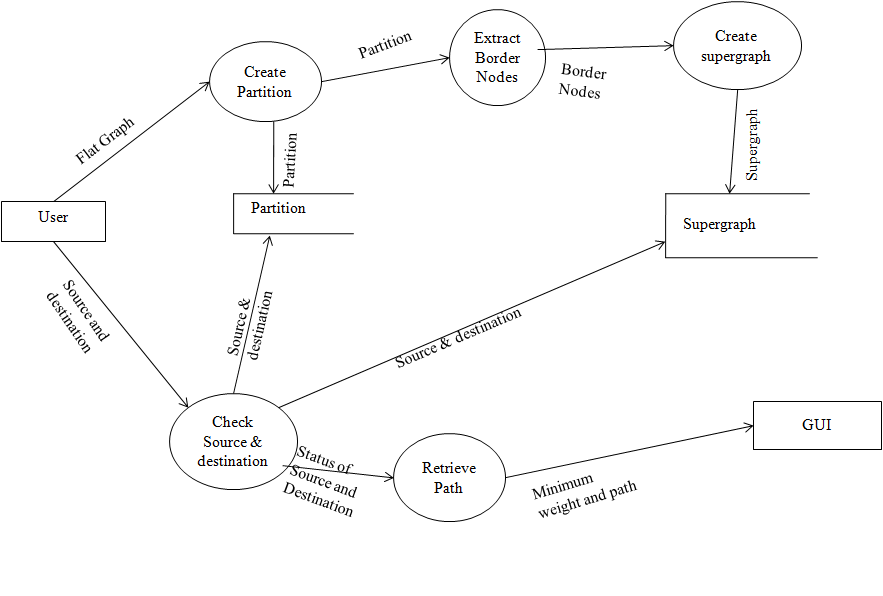 Create
Partition
Partition
Extract
Border
Nodes
Border
Nodes
Create
supergraph
Flat Graph
Partition
Supergraph
User
Partition
Supergraph
Source and
destination
Source &
destination
Source & destination
Check
Source &
destination
Status of
Source and
Destination
Retrieve
Path
Minimum
weight and path
GUI